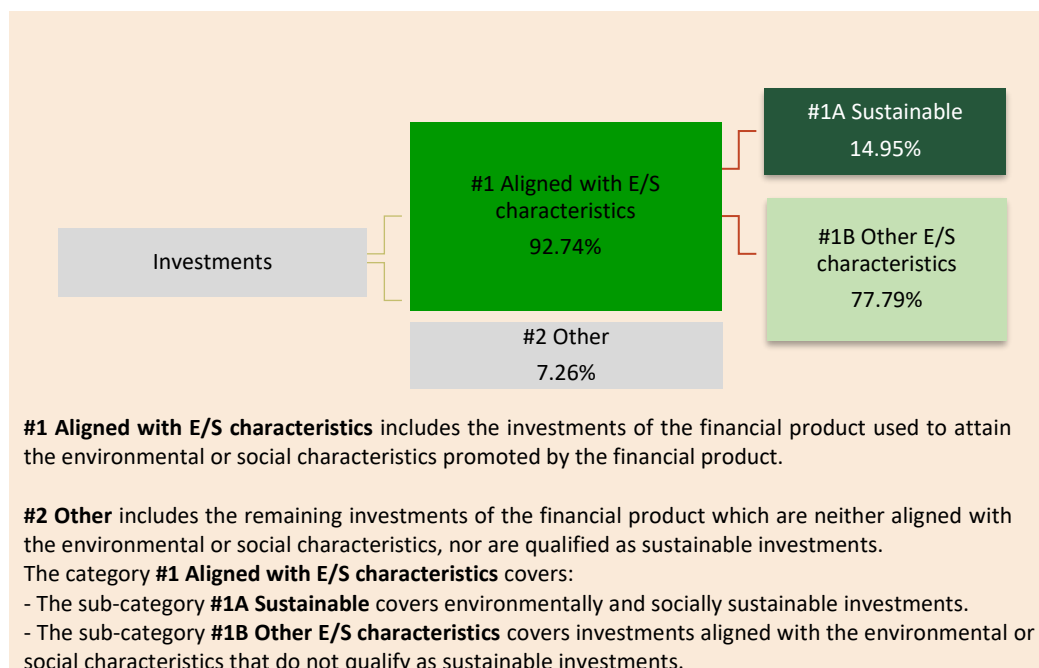 #1A Sustainable
14.95%
#1 Aligned with E/S
characteristics
92.74%
Investments
#1B Other E/S
characteristics
77.79%
#2 Other
7.26%
#1 Aligned with E/S characteristics includes the investments of the financial product used to attain
the environmental or social characteristics promoted by the financial product.
#2 Other includes the remaining investments of the financial product which are neither aligned with
the environmental or social characteristics, nor are qualified as sustainable investments.
The category #1 Aligned with E/S characteristics covers:
- The sub-category #1A Sustainable covers environmentally and socially sustainable investments.
- The sub-category #1B Other E/S characteristics covers investments aligned with the environmental or
social characteristics that do not qualify as sustainable investments.